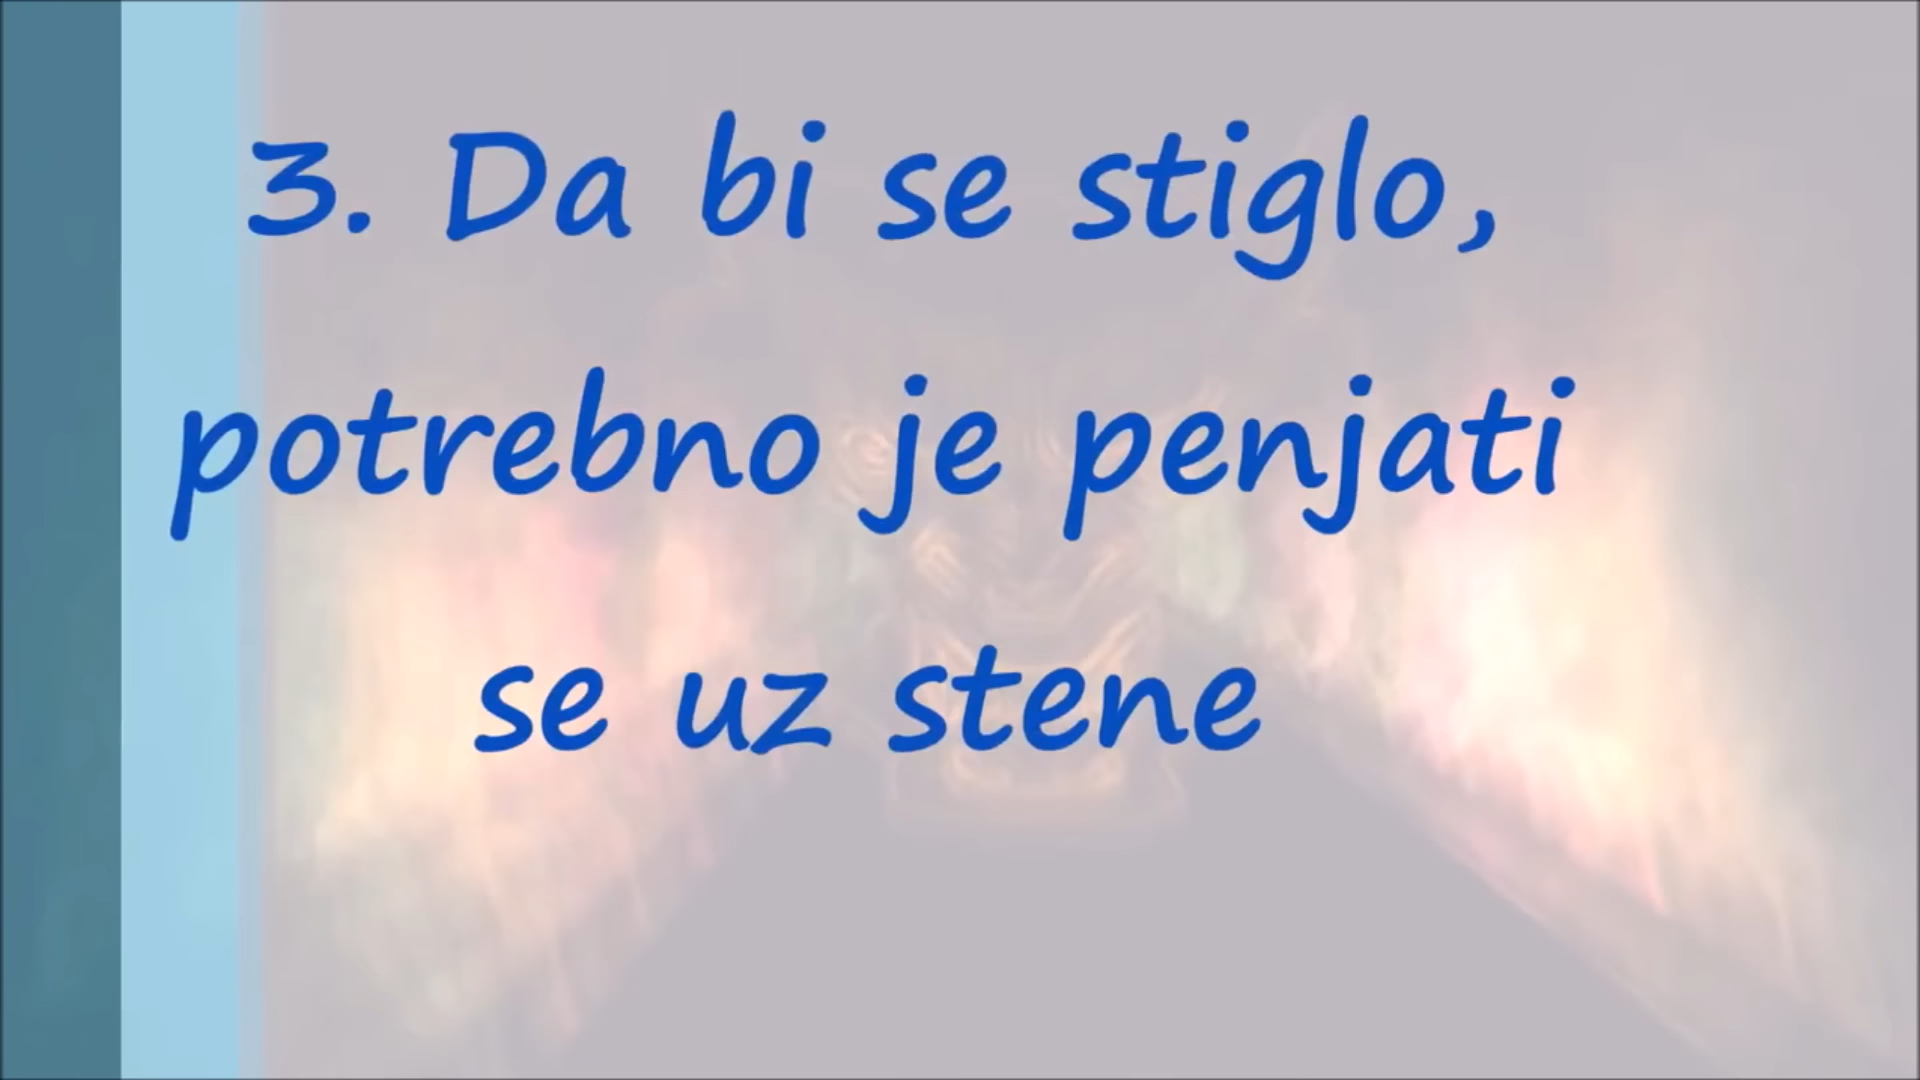 3. Da bi se stiglo,
potrebno je penjati
se uz stene